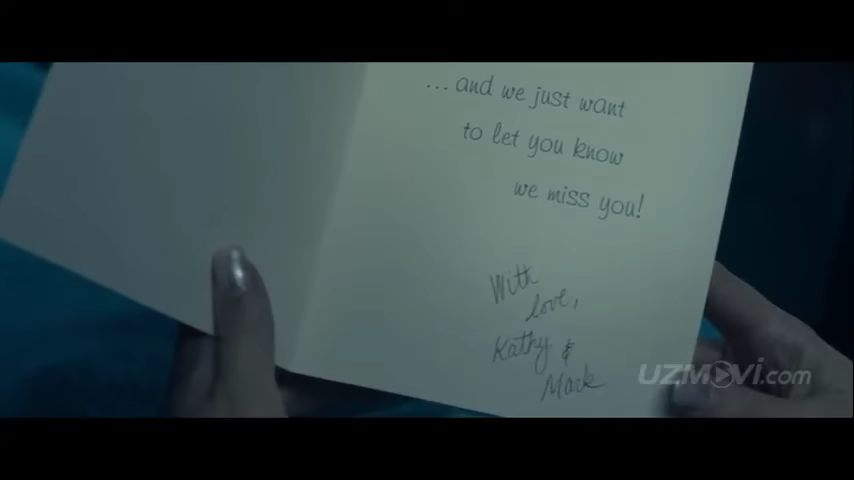 ...and we just want
to let you know
we miss you!
With
love,
Kathy &
Mark
UZMOVi.com